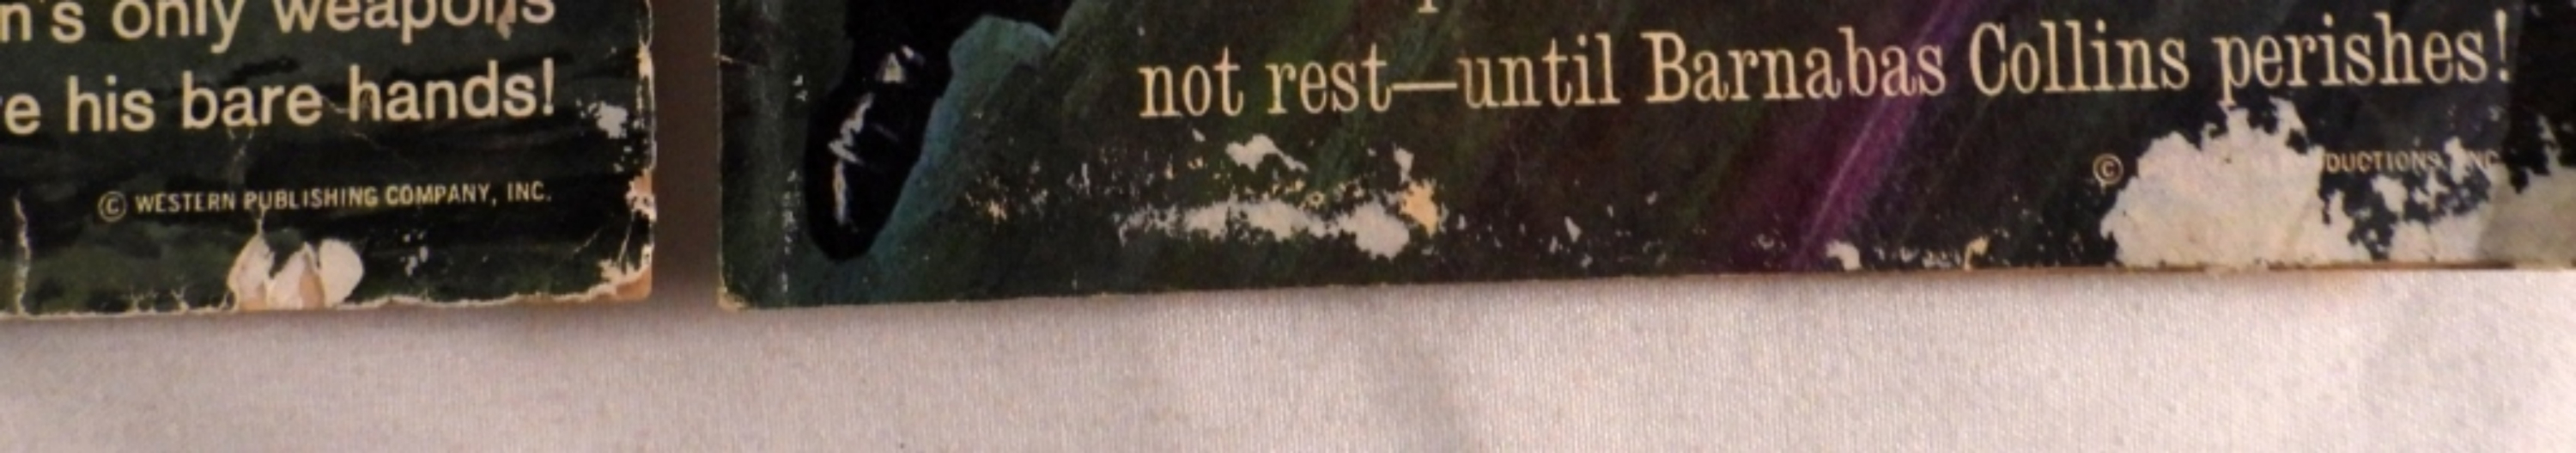 n's only weapons
e his bare hands!
© WESTERN PUBLISHING COMPANY, INC.
not rest—until Barnabas Collins perishes!
© DUCTIONS, INC